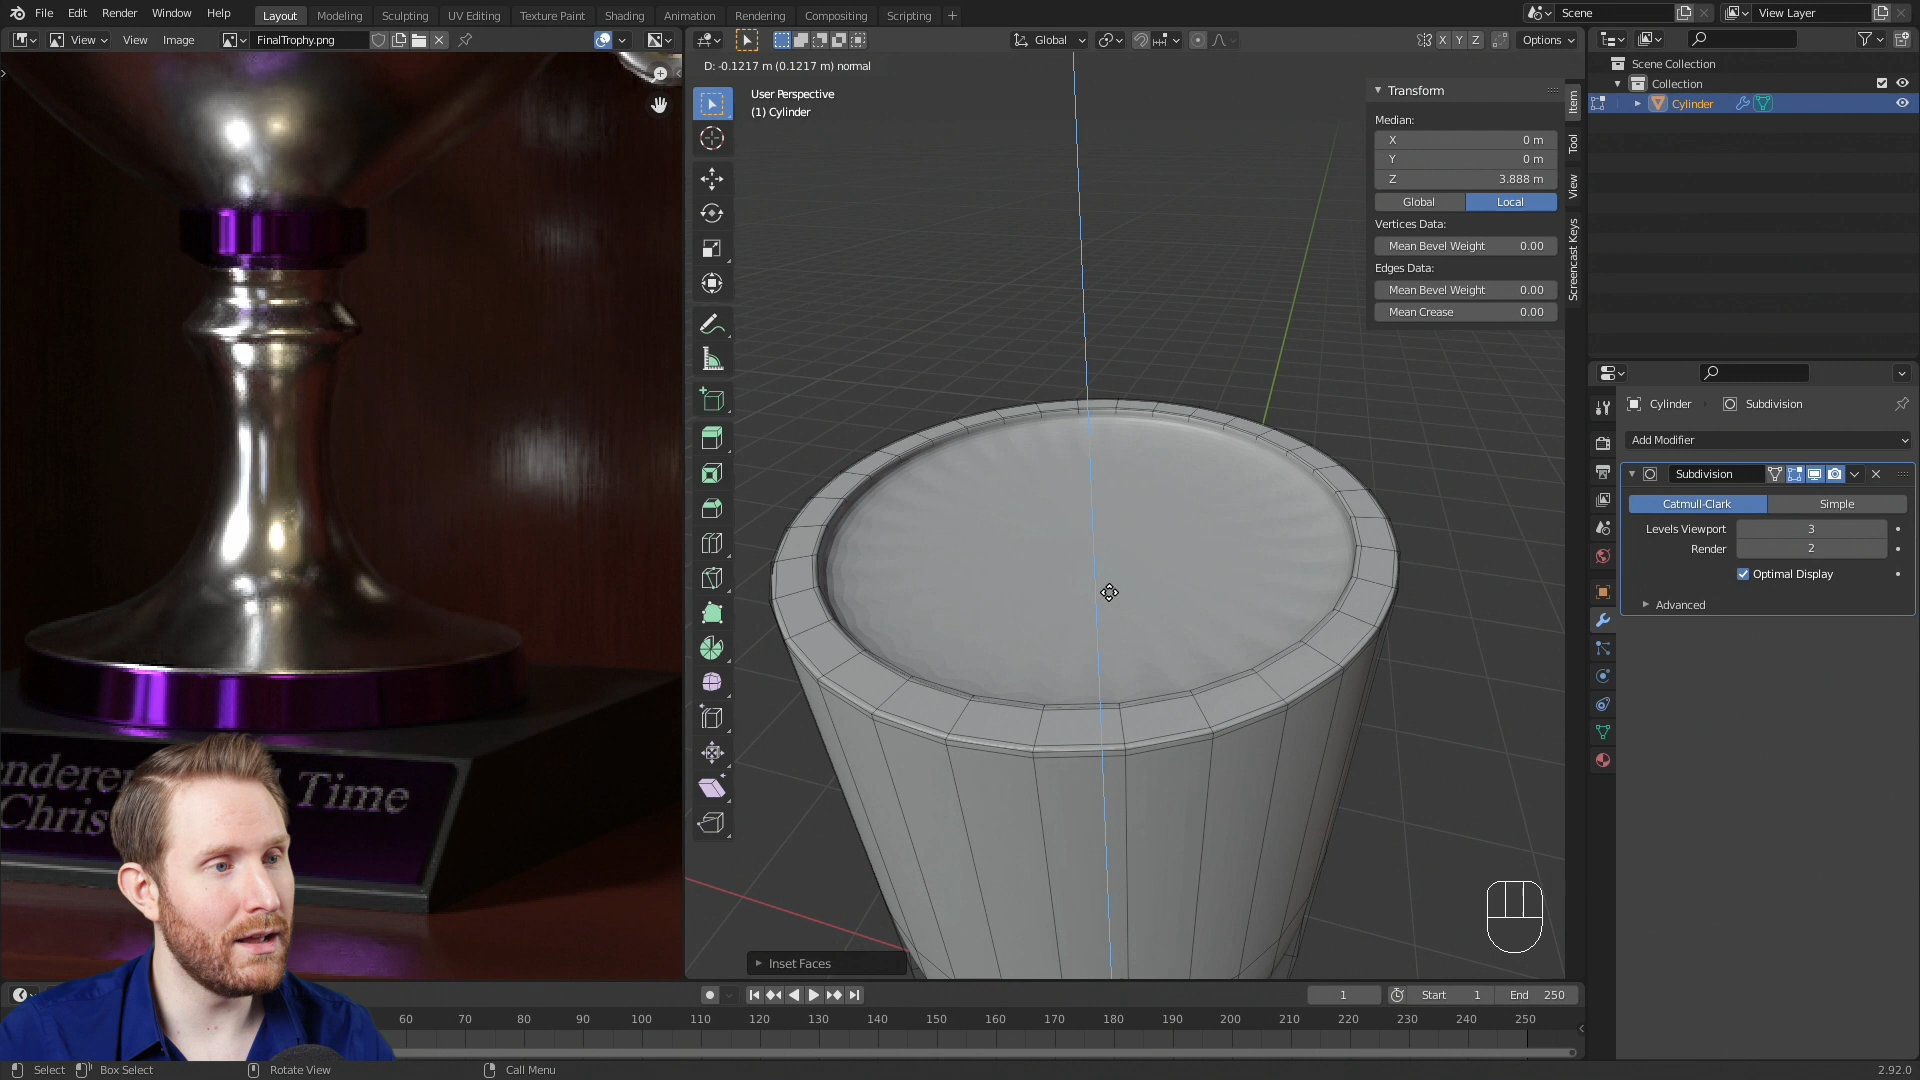 File Edit Render Window Help
Layout Modeling Sculpting UV Editing Texture Paint Shading Animation Rendering Compositing Scripting +
Scene View Layer
View View Image FinalTrophy.png
Global X Y Z Options
D: -0.1217 m (0.1217 m) normal
User Perspective
(1) Cylinder
Transform
Median:
X 0 m
Y 0 m
Z 3.888 m
Global Local
Vertices Data:
Mean Bevel Weight 0.00
Edges Data:
Mean Bevel Weight 0.00
Mean Crease 0.00
Item
Tool
View
Screencast Keys
Scene Collection
Collection
Cylinder
Cylinder Subdivision
Add Modifier
Subdivision
Catmull-Clark Simple
Levels Viewport 3
Render 2
Optimal Display
Advanced
Time
Chris
Inset Faces
1 Start 1 End 250
60 70 80 90 100 110 120 130 140 150 160 170 180 190 200 210 220 230 240 250
Select Box Select Rotate View Call Menu
2.92.0